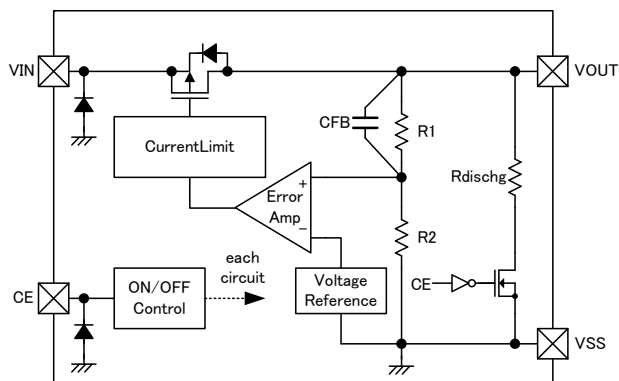 VIN
VOUT
CFB
R1
CurrentLimit
Rdischg
+
Error
Amp
−
R2
each
circuit
ON/OFF
Control
Voltage
Reference
CE
CE
VSS